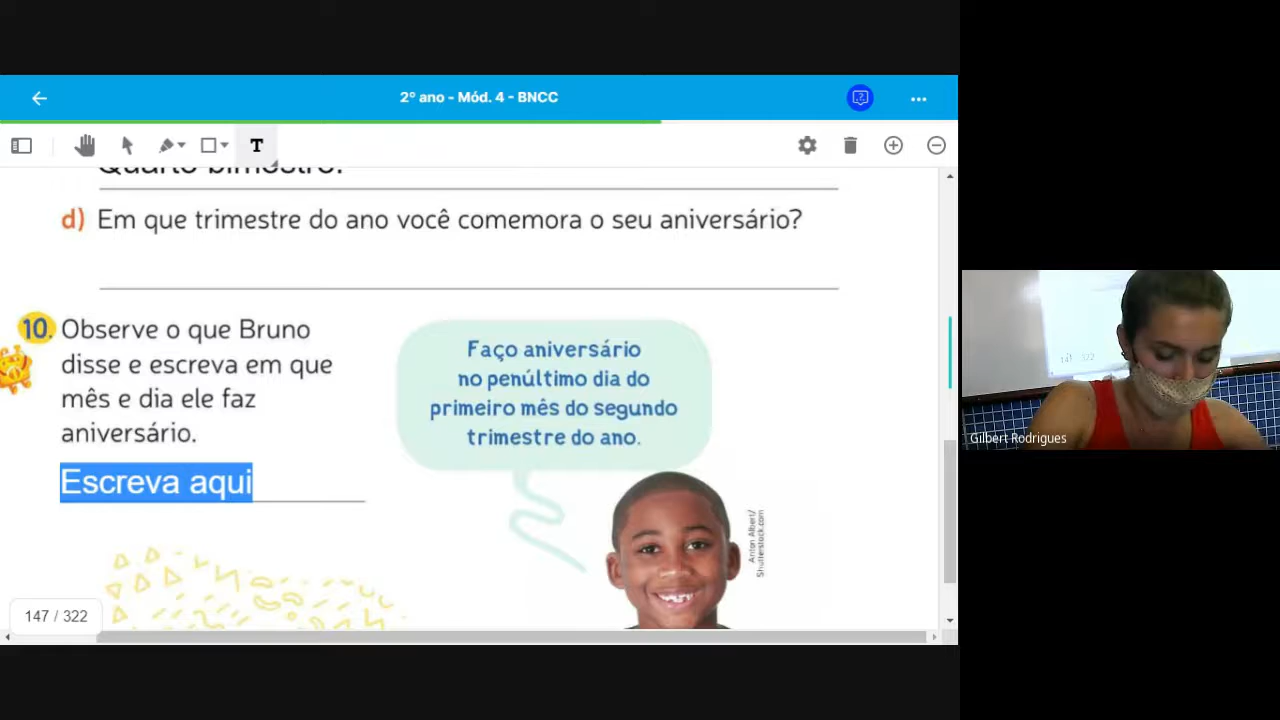 2º ano - Mód. 4 - BNCC
T
Quarto bimestre.
d) Em que trimestre do ano você comemora o seu aniversário?
10. Observe o que Bruno
disse e escreva em que
mês e dia ele faz
aniversário.
Escreva aqui
Faço aniversário
no penúltimo dia do
primeiro mês do segundo
trimestre do ano.
Anton Albert/
Shutterstock.com
147 / 322
Gilbert Rodrigues